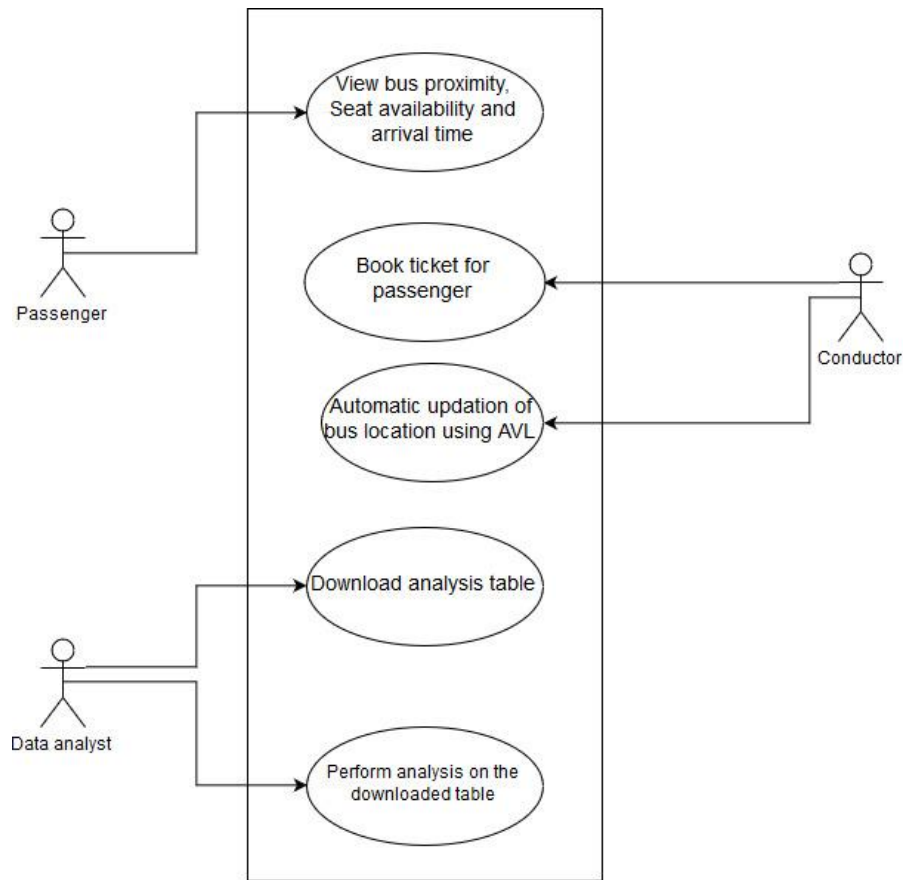 View bus proximity,
Seat availability and
arrival time
Passenger
Book ticket for
passenger
Conductor
Automatic updation of
bus location using AVL
Download analysis table
Data analyst
Perform analysis on the
downloaded table